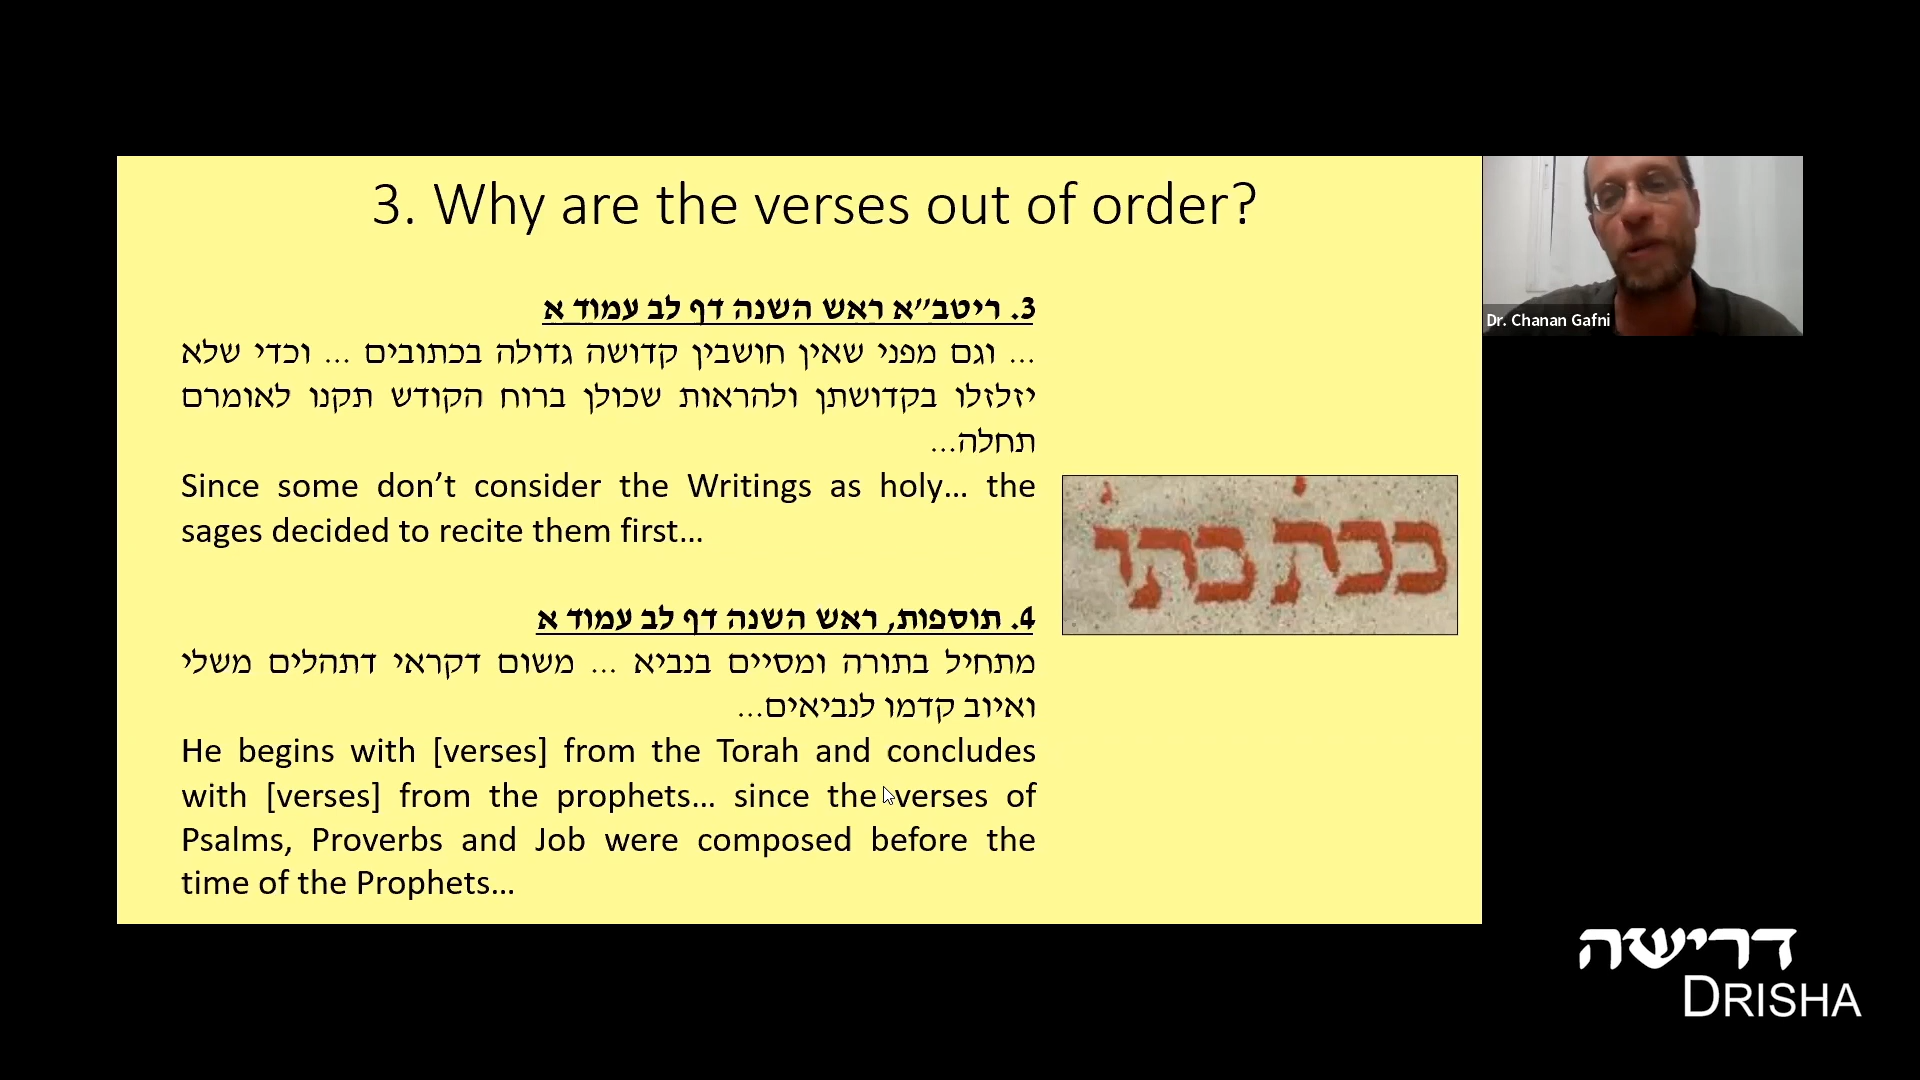 3. Why are the verses out of order?
3. ריטב״א ראש השנה דף לב עמוד א
... וגם מפני שאין חושבין קדושה גדולה בכתובים ... וכדי שלא
יזלזלו בקדושתן ולהראות שכולן ברוח הקודש תקנו לאומרם
תחלה...
Since some don’t consider the Writings as holy... the
sages decided to recite them first...
4. תוספות, ראש השנה דף לב עמוד א
מתחיל בתורה ומסיים בנביא ... משום דקראי דתהלים משלי
ואיוב קדמו לנביאים...
He begins with [verses] from the Torah and concludes
with [verses] from the prophets... since the verses of
Psalms, Proverbs and Job were composed before the
time of the Prophets...
ככת כתו
Dr. Chanan Gafni
דרישה
DRISHA